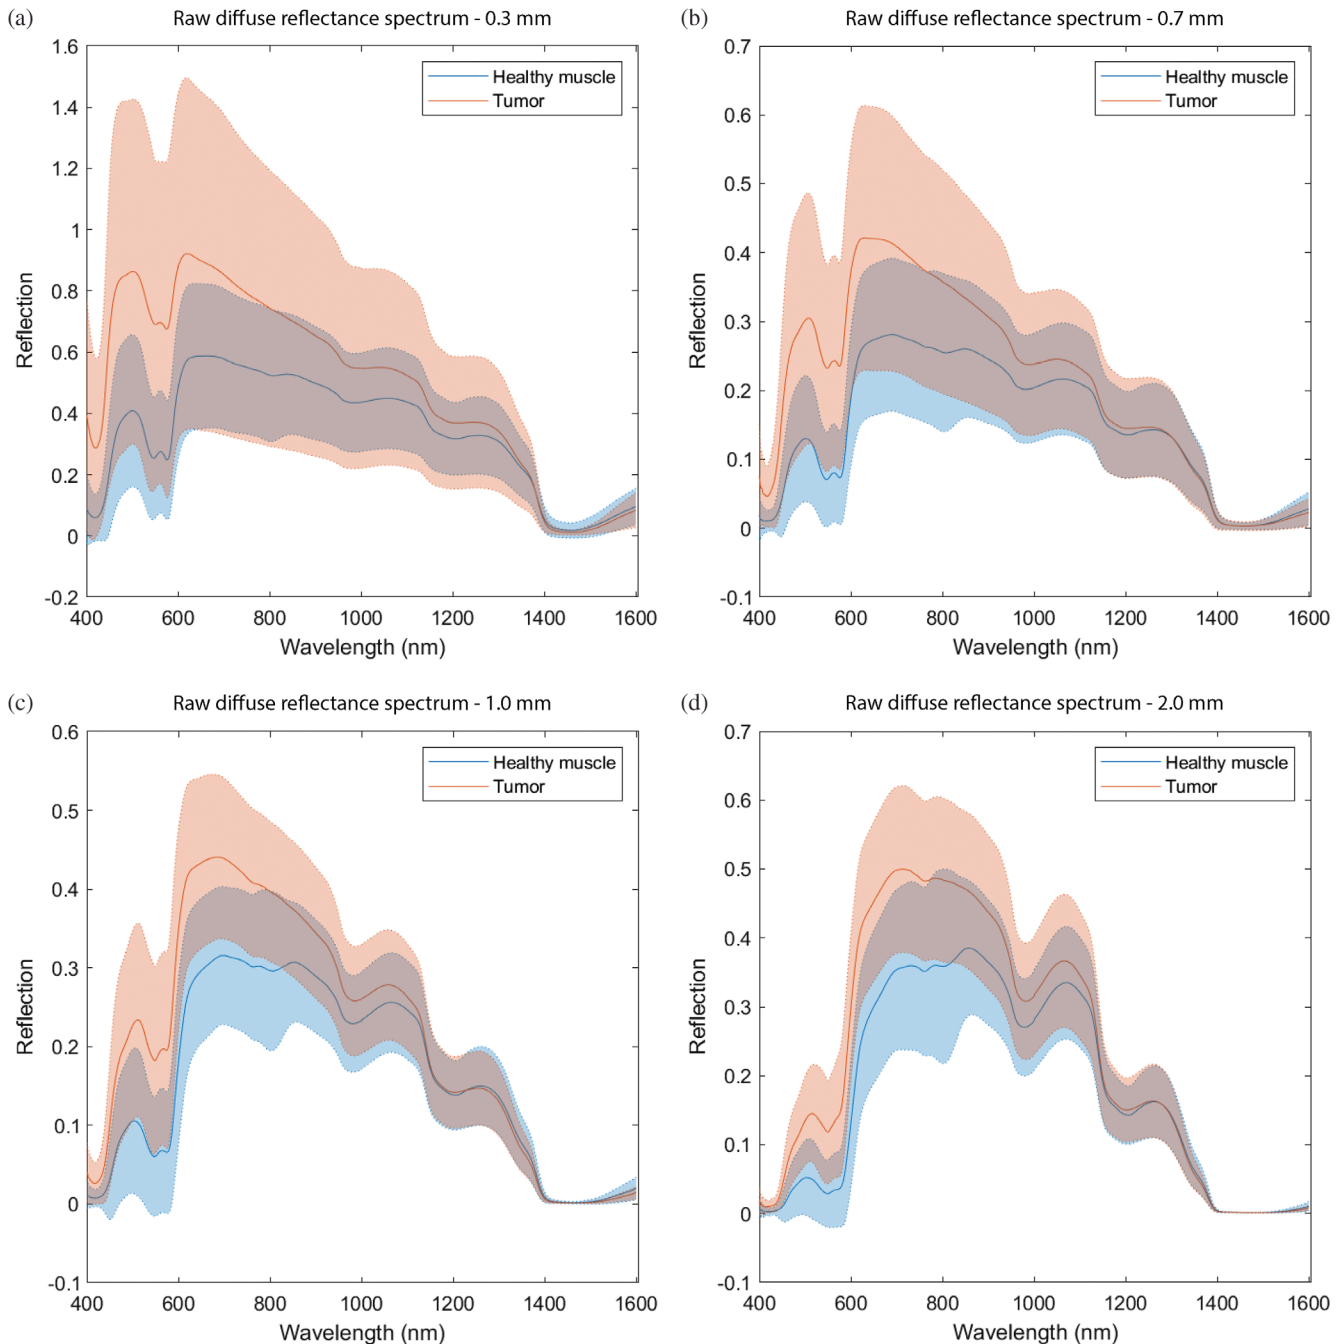 (a) Raw diffuse reflectance spectrum - 0.3 mm
1.6
1.4
1.2
1
0.8
0.6
0.4
0.2
0
-0.2
Reflection
Healthy muscle
Tumor
400 600 800 1000 1200 1400 1600
Wavelength (nm)
(b) Raw diffuse reflectance spectrum - 0.7 mm
0.7
0.6
0.5
0.4
0.3
0.2
0.1
0
-0.1
Reflection
Healthy muscle
Tumor
400 600 800 1000 1200 1400 1600
Wavelength (nm)
(c) Raw diffuse reflectance spectrum - 1.0 mm
0.6
0.5
0.4
0.3
0.2
0.1
0
-0.1
Reflection
Healthy muscle
Tumor
400 600 800 1000 1200 1400 1600
Wavelength (nm)
(d) Raw diffuse reflectance spectrum - 2.0 mm
0.7
0.6
0.5
0.4
0.3
0.2
0.1
0
-0.1
Reflection
Healthy muscle
Tumor
400 600 800 1000 1200 1400 1600
Wavelength (nm)